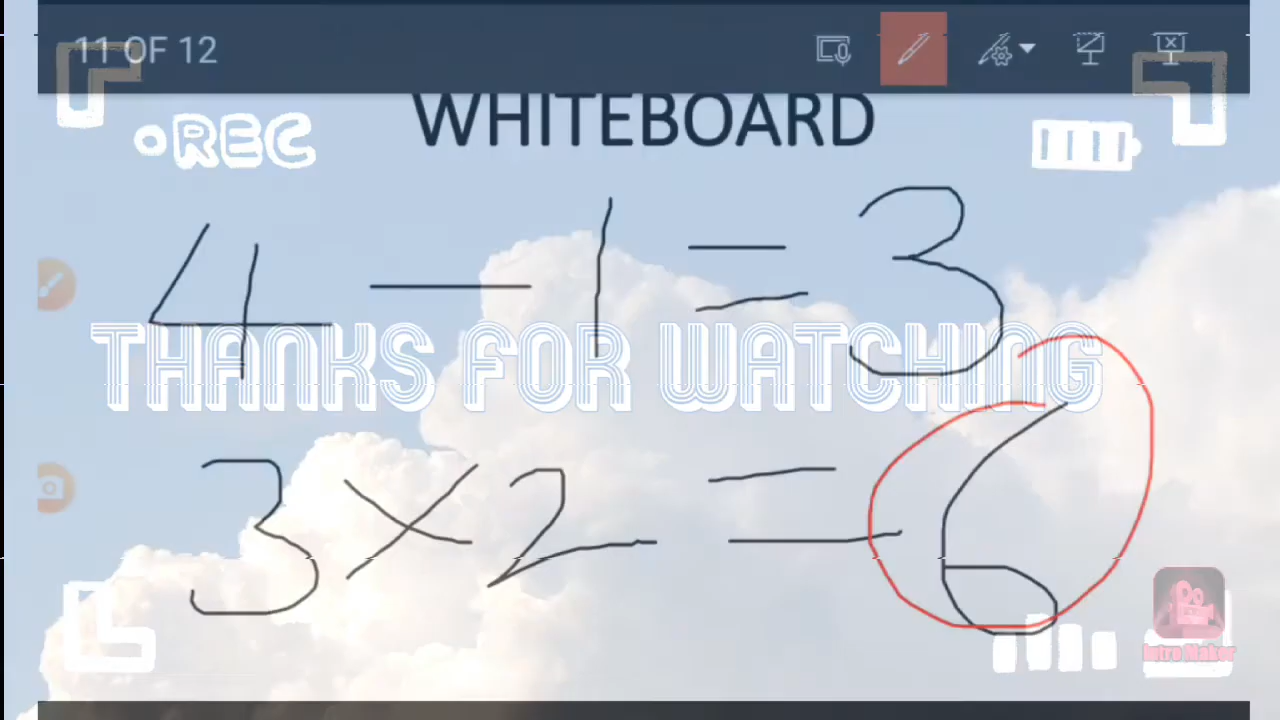 11 OF 12
REC
WHITEBOARD
4 — 1 = 3
THANKS FOR WATCHING
3 × 2 = 6
Intro Maker